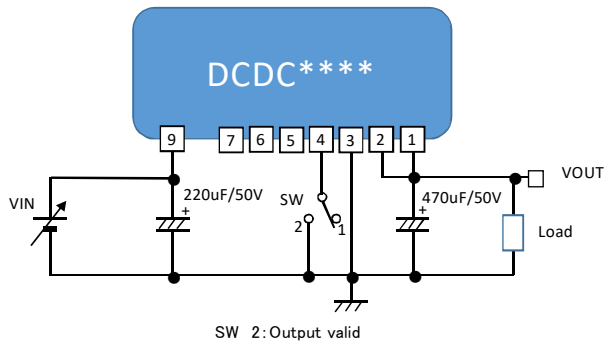 DCDC****
9 7 6 5 4 3 2 1
220uF/50V
+
SW
2
1
470uF/50V
+
VOUT
VIN
Load
SW 2:Output valid